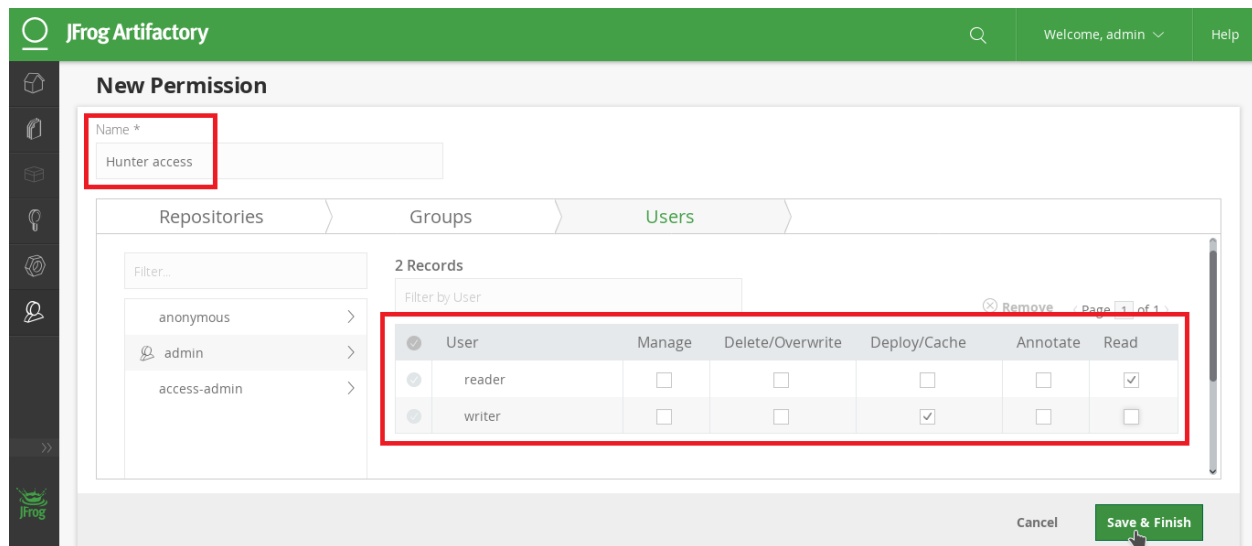 JFrog Artifactory
Welcome, admin
Help
New Permission
Name *
Hunter access
Repositories
Groups
Users
Filter...
anonymous
admin
access-admin
2 Records
Filter by User
Remove
Page 1 of 1
User Manage Delete/Overwrite Deploy/Cache Annotate Read
reader
writer
JFrog
Cancel
Save & Finish